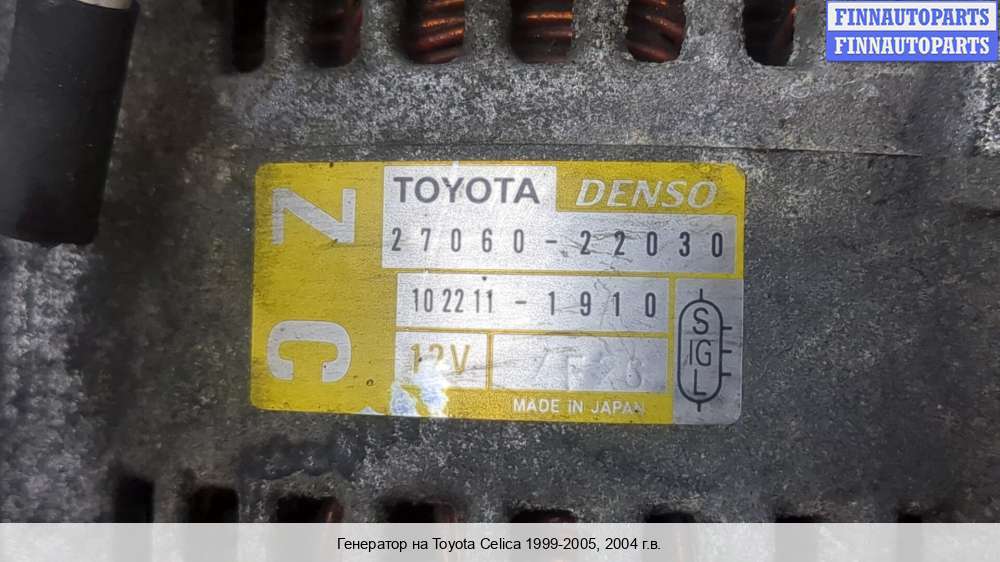 FINNAUTOPARTS
FINNAUTOPARTS
Z C
TOYOTA DENSO
27060-22030
102211-1910
12V
S
IG
L
MADE IN JAPAN
Генератор на Toyota Celica 1999-2005, 2004 г.в.